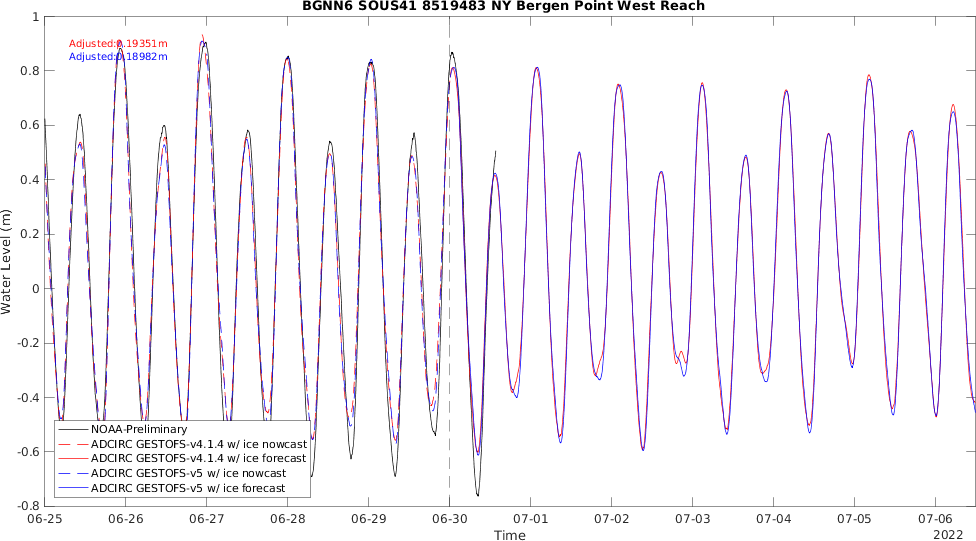 BGNN6 SOUS41 8519483 NY Bergen Point West Reach
Adjusted:0.19351m
Adjusted:0.18982m
Water Level (m)
1
0.8
0.6
0.4
0.2
0
-0.2
-0.4
-0.6
-0.8
NOAA-Preliminary
ADCIRC GESTOFS-v4.1.4 w/ ice nowcast
ADCIRC GESTOFS-v4.1.4 w/ ice forecast
ADCIRC GESTOFS-v5 w/ ice nowcast
ADCIRC GESTOFS-v5 w/ ice forecast
06-25 06-26 06-27 06-28 06-29 06-30 07-01 07-02 07-03 07-04 07-05 07-06
Time
2022